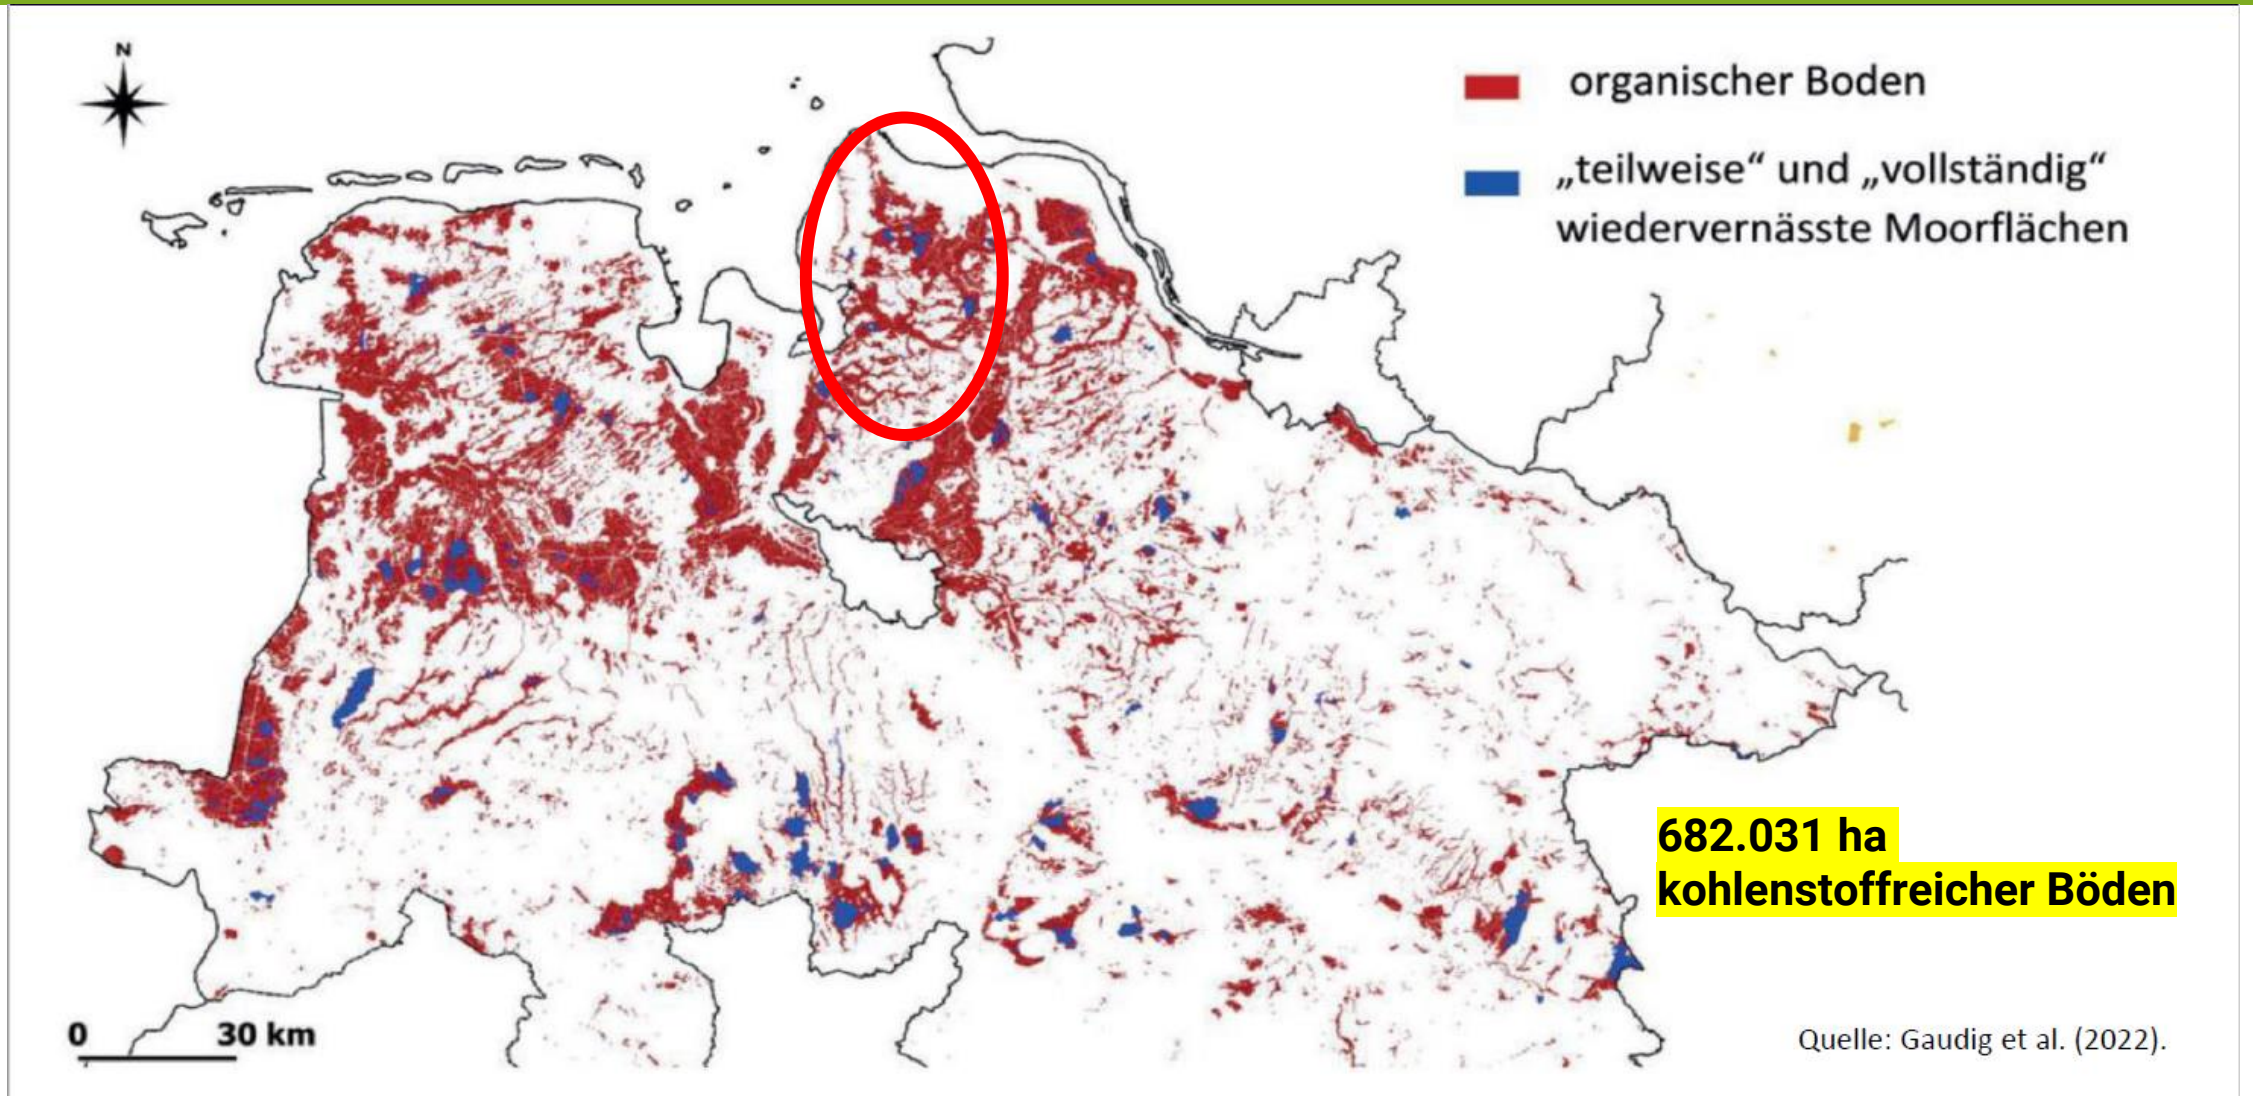 N
organischer Boden
„teilweise“ und „vollständig“
wiedervernässte Moorflächen
682.031 ha
kohlenstoffreicher Böden
0 30 km
Quelle: Gaudig et al. (2022).